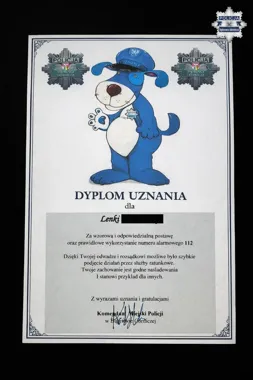 POLICJA
POLICJA
DYPLOM UZNANIA
dla
Lenki
Za wzorową i odpowiedzialną postawę
oraz prawidłowe wykorzystanie numeru alarmowego 112
Dzięki Twojej odwadze i rozsądkowi możliwe było szybkie
podjęcie działań przez służby ratunkowe.
Twoje zachowanie jest godne naśladowania
i stanowi przykład dla innych.
Z wyrazami uznania i gratulacjami
Komendant Miejski Policji
w